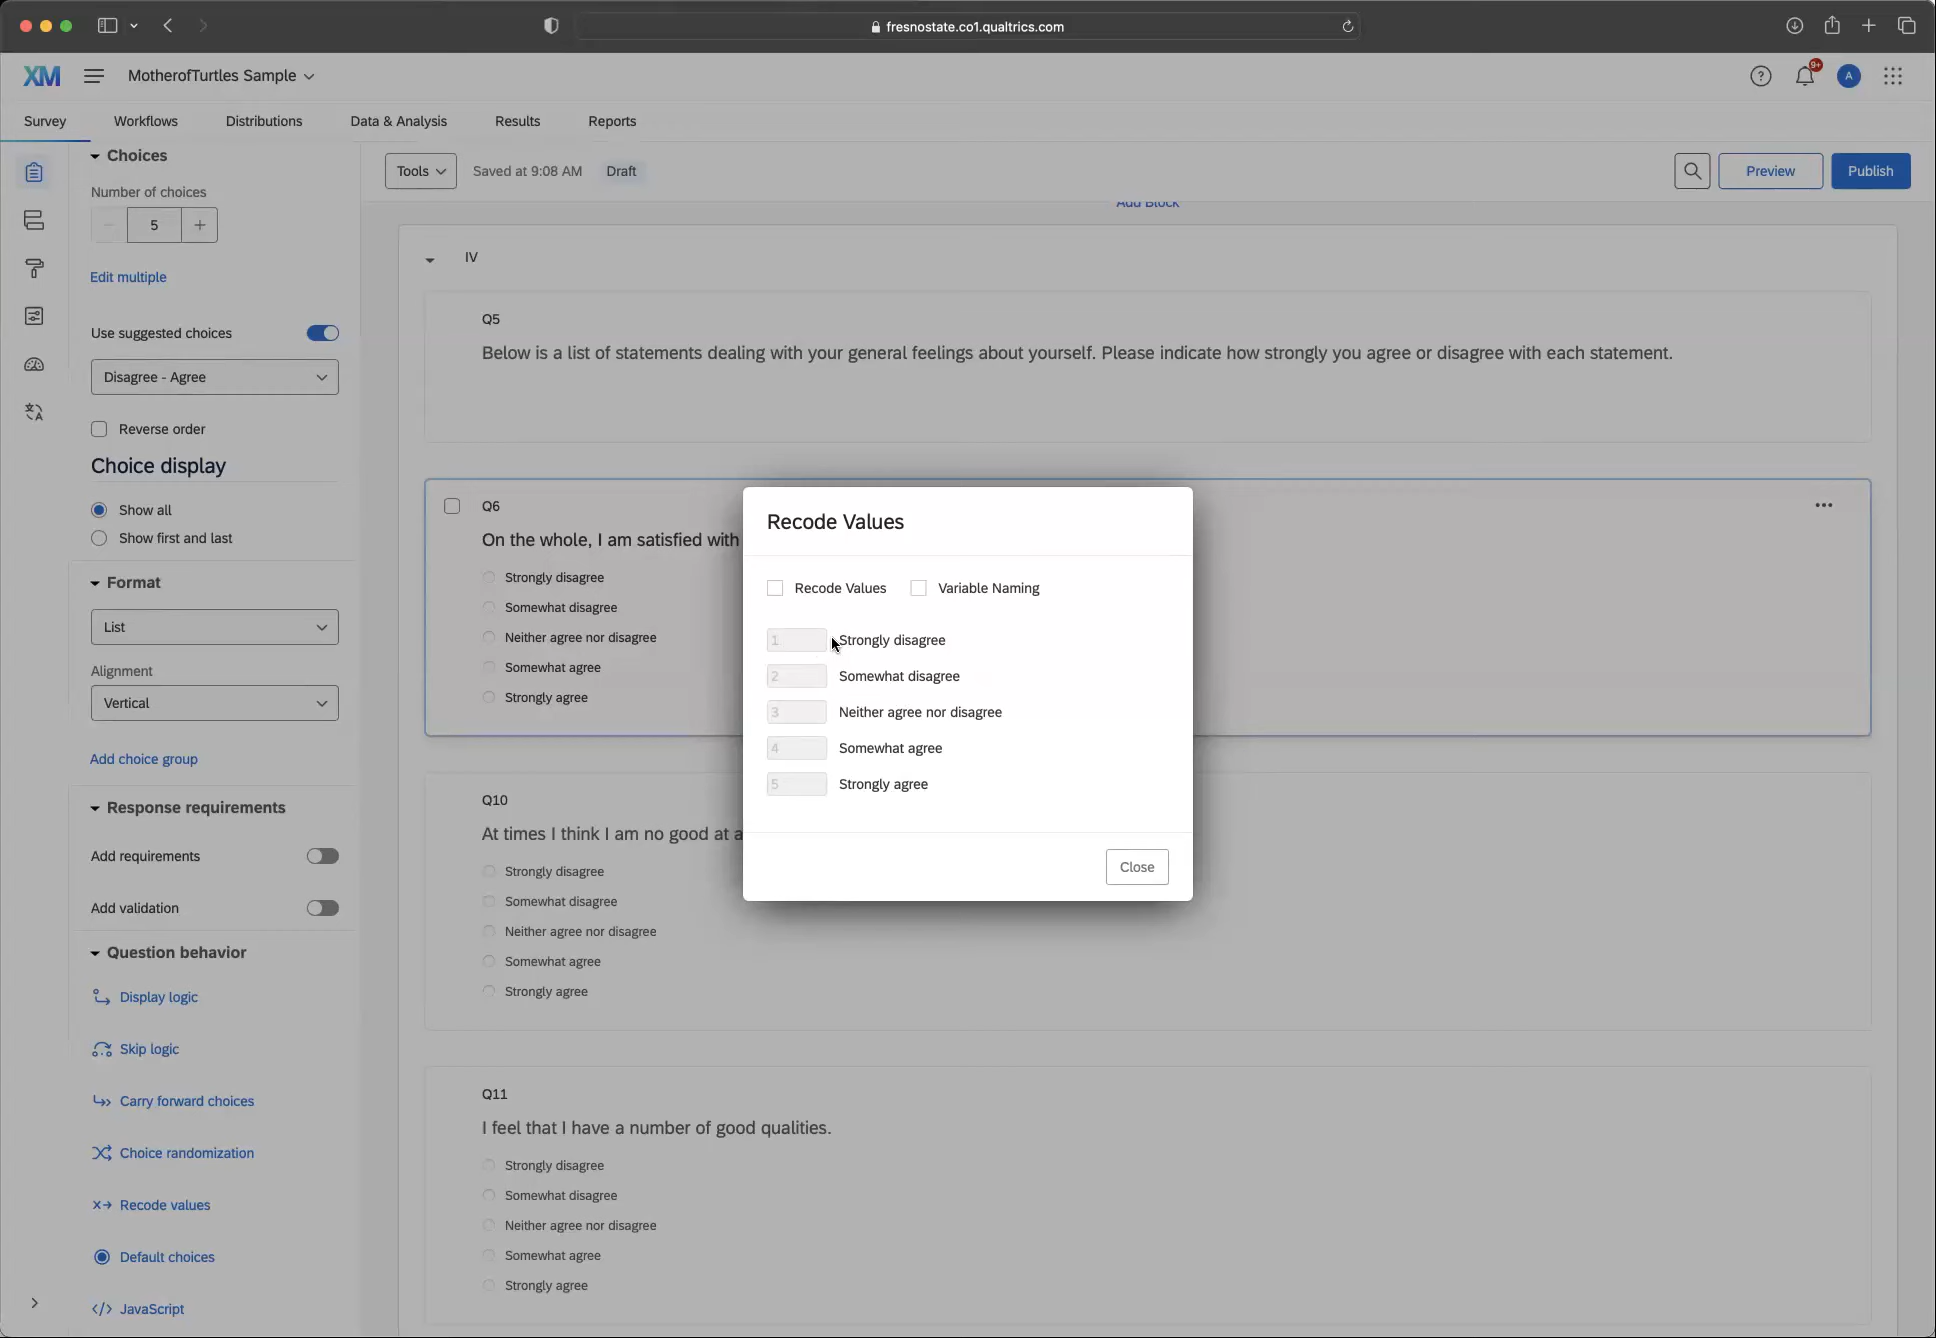 fresnostate.co1.qualtrics.com
XM
MotherofTurtles Sample
9+
A
Survey
Workflows
Distributions
Data & Analysis
Results
Reports
Choices
Number of choices
5
Edit multiple
Use suggested choices
Disagree - Agree
Reverse order
Choice display
Show all
Show first and last
Format
List
Alignment
Vertical
Add choice group
Response requirements
Add requirements
Add validation
Question behavior
Display logic
Skip logic
Carry forward choices
Choice randomization
Recode values
Default choices
JavaScript
Tools
Saved at 9:08 AM
Draft
Preview
Publish
Add Block
IV
Q5
Below is a list of statements dealing with your general feelings about yourself. Please indicate how strongly you agree or disagree with each statement.
Q6
On the whole, I am satisfied with
Strongly disagree
Somewhat disagree
Neither agree nor disagree
Somewhat agree
Strongly agree
Recode Values
Recode Values
Variable Naming
1 Strongly disagree
2 Somewhat disagree
3 Neither agree nor disagree
4 Somewhat agree
5 Strongly agree
Close
Q10
At times I think I am no good at a
Strongly disagree
Somewhat disagree
Neither agree nor disagree
Somewhat agree
Strongly agree
Q11
I feel that I have a number of good qualities.
Strongly disagree
Somewhat disagree
Neither agree nor disagree
Somewhat agree
Strongly agree